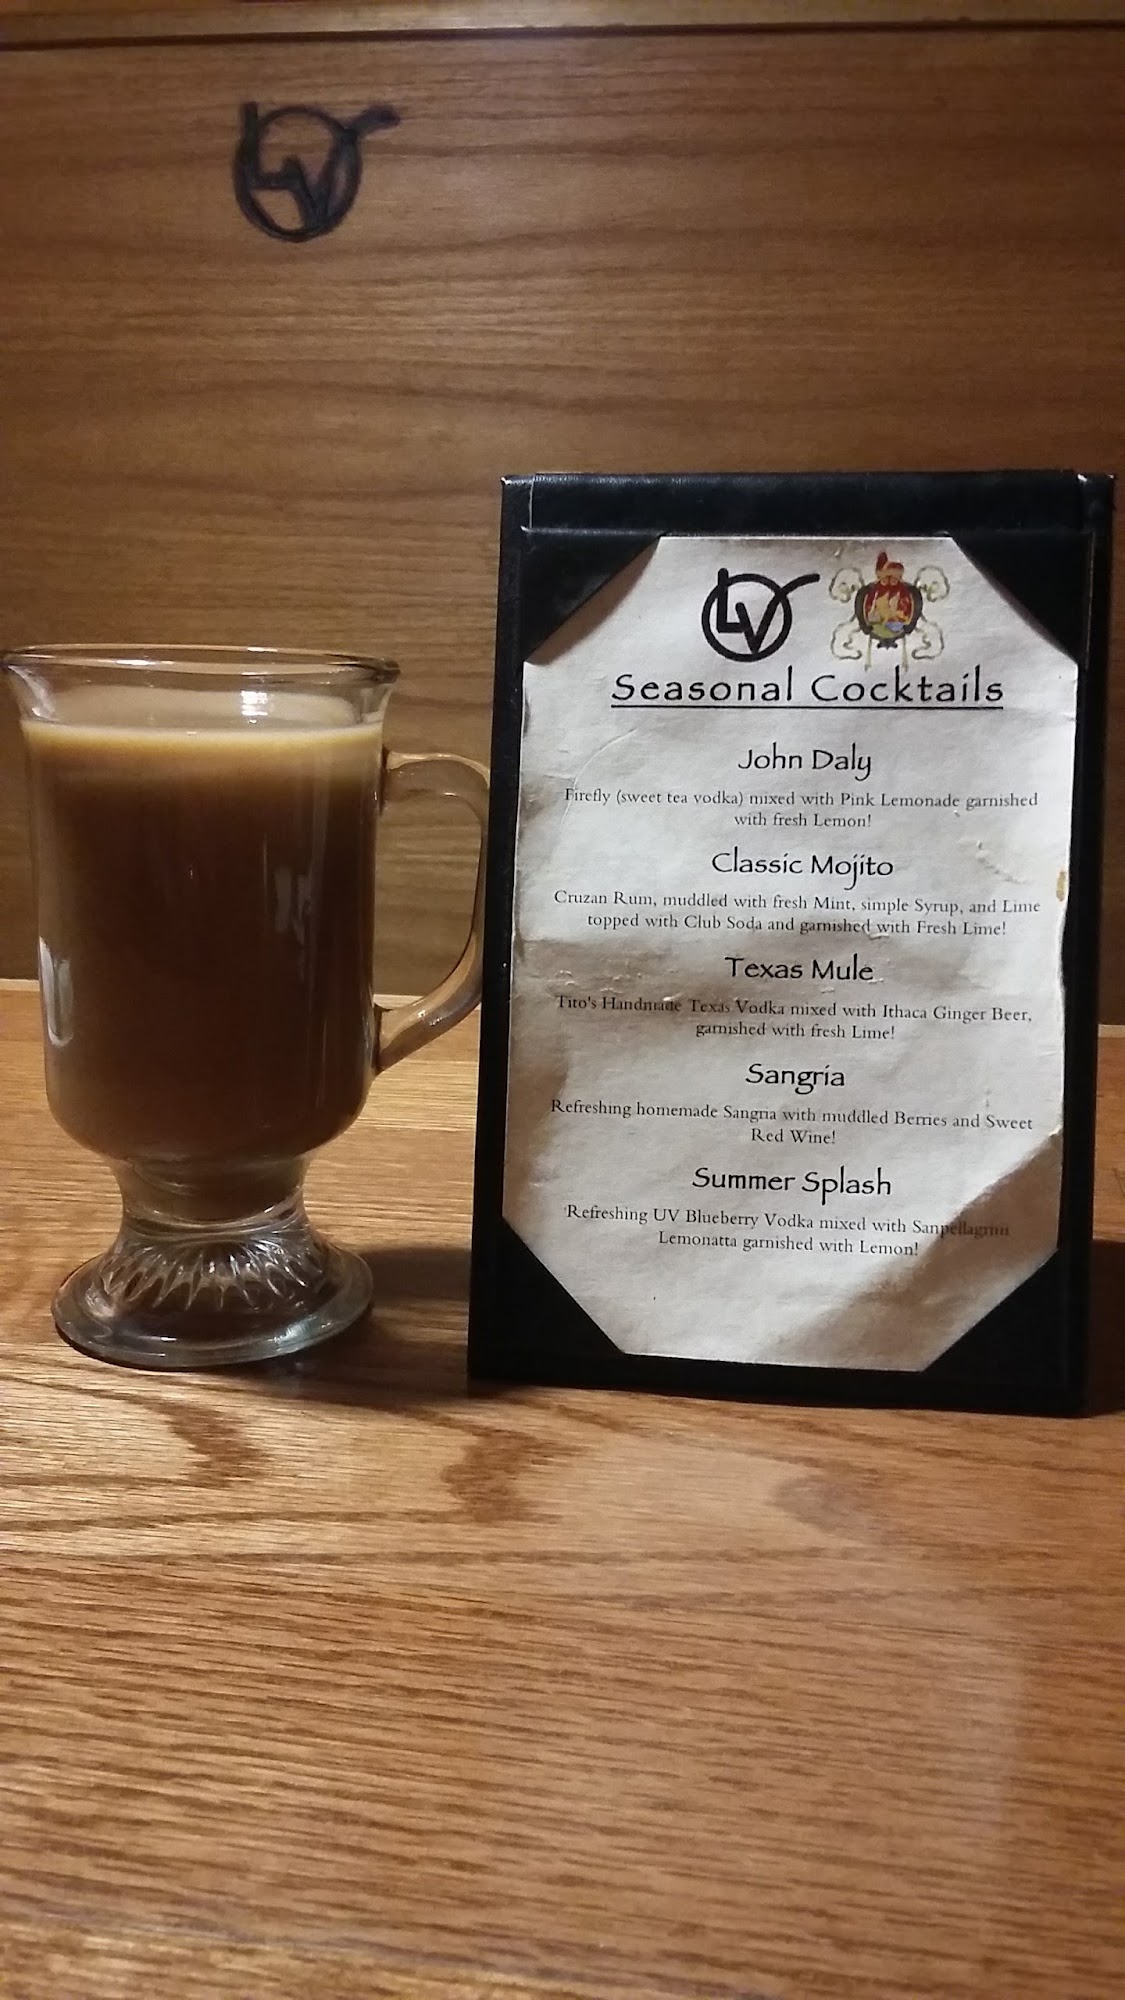 LV
LV
Seasonal Cocktails
John Daly
Firefly (sweet tea vodka) mixed with Pink Lemonade garnished
with fresh Lemon!
Classic Mojito
Cruzan Rum, muddled with fresh Mint, simple Syrup, and Lime
topped with Club Soda and garnished with Fresh Lime!
Texas Mule
Tito's Handmade Texas Vodka mixed with Ithaca Ginger Beer,
garnished with fresh Lime!
Sangria
Refreshing homemade Sangria with muddled Berries and Sweet
Red Wine!
Summer Splash
Refreshing UV Blueberry Vodka mixed with Sanpellagrini
Lemonatta garnished with Lemon!